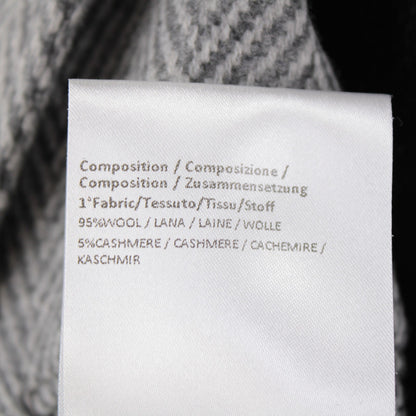 Composition / Composizione /
Composition / Zusammensetzung
1°Fabric/Tessuto/Tissu/Stoff
95%WOOL / LANA / LAINE / WOLLE
5%CASHMERE / CASHMERE / CACHEMIRE /
KASCHMIR